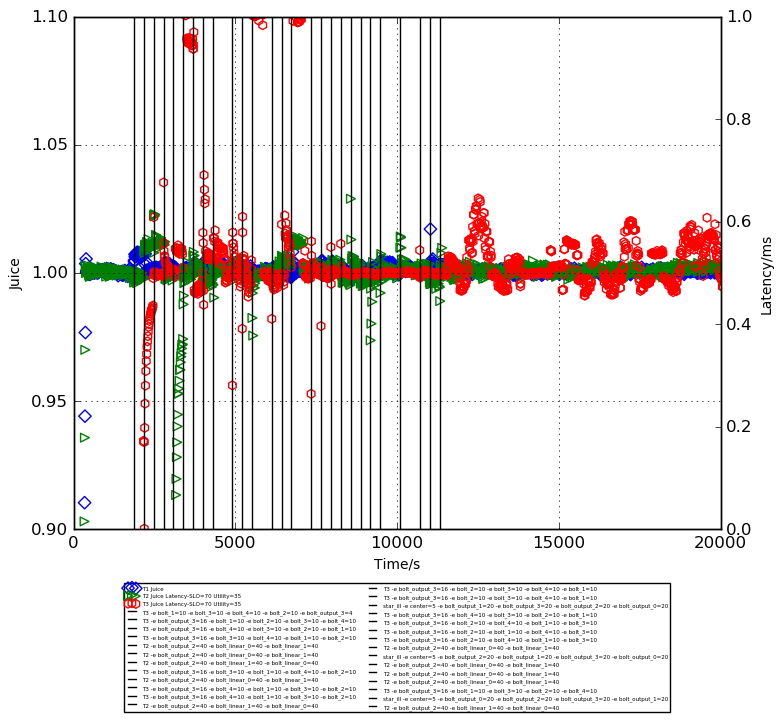 1.10
1.05
1.00
0.95
0.90
Juice
1.0
0.8
0.6
0.4
0.2
0.0
Latency/ms
0
5000
10000
15000
20000
Time/s
T1 Juice
T2 Juice Latency-SLO=70 Utility=35
T3 Juice Latency-SLO=70 Utility=35
T3 -e bolt_1=10 -e bolt_3=10 -e bolt_4=10 -e bolt_2=10 -e bolt_output_3=4
T3 -e bolt_output_3=16 -e bolt_1=10 -e bolt_2=10 -e bolt_3=10 -e bolt_4=10
T3 -e bolt_output_3=16 -e bolt_4=10 -e bolt_3=10 -e bolt_2=10 -e bolt_1=10
T3 -e bolt_output_3=16 -e bolt_3=10 -e bolt_4=10 -e bolt_1=10 -e bolt_2=10
T2 -e bolt_output_2=40 -e bolt_linear_0=40 -e bolt_linear_1=40
T2 -e bolt_output_2=40 -e bolt_linear_1=40 -e bolt_linear_0=40
T2 -e bolt_output_2=40 -e bolt_linear_1=40 -e bolt_linear_0=40
T3 -e bolt_output_3=16 -e bolt_3=10 -e bolt_1=10 -e bolt_4=10 -e bolt_2=10
T2 -e bolt_output_2=40 -e bolt_linear_0=40 -e bolt_linear_1=40
T3 -e bolt_output_3=16 -e bolt_4=10 -e bolt_1=10 -e bolt_3=10 -e bolt_2=10
T3 -e bolt_output_3=16 -e bolt_4=10 -e bolt_1=10 -e bolt_3=10 -e bolt_2=10
T2 -e bolt_output_2=40 -e bolt_linear_1=40 -e bolt_linear_0=40
T3 -e bolt_output_3=16 -e bolt_2=10 -e bolt_3=10 -e bolt_4=10 -e bolt_1=10
T3 -e bolt_output_3=16 -e bolt_2=10 -e bolt_3=10 -e bolt_4=10 -e bolt_1=10
star_ill -e center=5 -e bolt_output_1=20 -e bolt_output_3=20 -e bolt_output_2=20 -e bolt_output_0=20
T3 -e bolt_output_3=16 -e bolt_4=10 -e bolt_3=10 -e bolt_2=10 -e bolt_1=10
T3 -e bolt_output_3=16 -e bolt_2=10 -e bolt_4=10 -e bolt_1=10 -e bolt_3=10
T3 -e bolt_output_3=16 -e bolt_2=10 -e bolt_1=10 -e bolt_4=10 -e bolt_3=10
T3 -e bolt_output_3=16 -e bolt_2=10 -e bolt_4=10 -e bolt_1=10 -e bolt_3=10
T2 -e bolt_output_2=40 -e bolt_linear_0=40 -e bolt_linear_1=40
star_ill -e center=5 -e bolt_output_2=20 -e bolt_output_1=20 -e bolt_output_3=20 -e bolt_output_0=20
T2 -e bolt_output_2=40 -e bolt_linear_0=40 -e bolt_linear_1=40
T2 -e bolt_output_2=40 -e bolt_linear_0=40 -e bolt_linear_1=40
T2 -e bolt_output_2=40 -e bolt_linear_0=40 -e bolt_linear_1=40
T3 -e bolt_output_3=16 -e bolt_1=10 -e bolt_3=10 -e bolt_2=10 -e bolt_4=10
star_ill -e center=5 -e bolt_output_0=20 -e bolt_output_2=20 -e bolt_output_3=20 -e bolt_output_1=20
T2 -e bolt_output_2=40 -e bolt_linear_1=40 -e bolt_linear_0=40